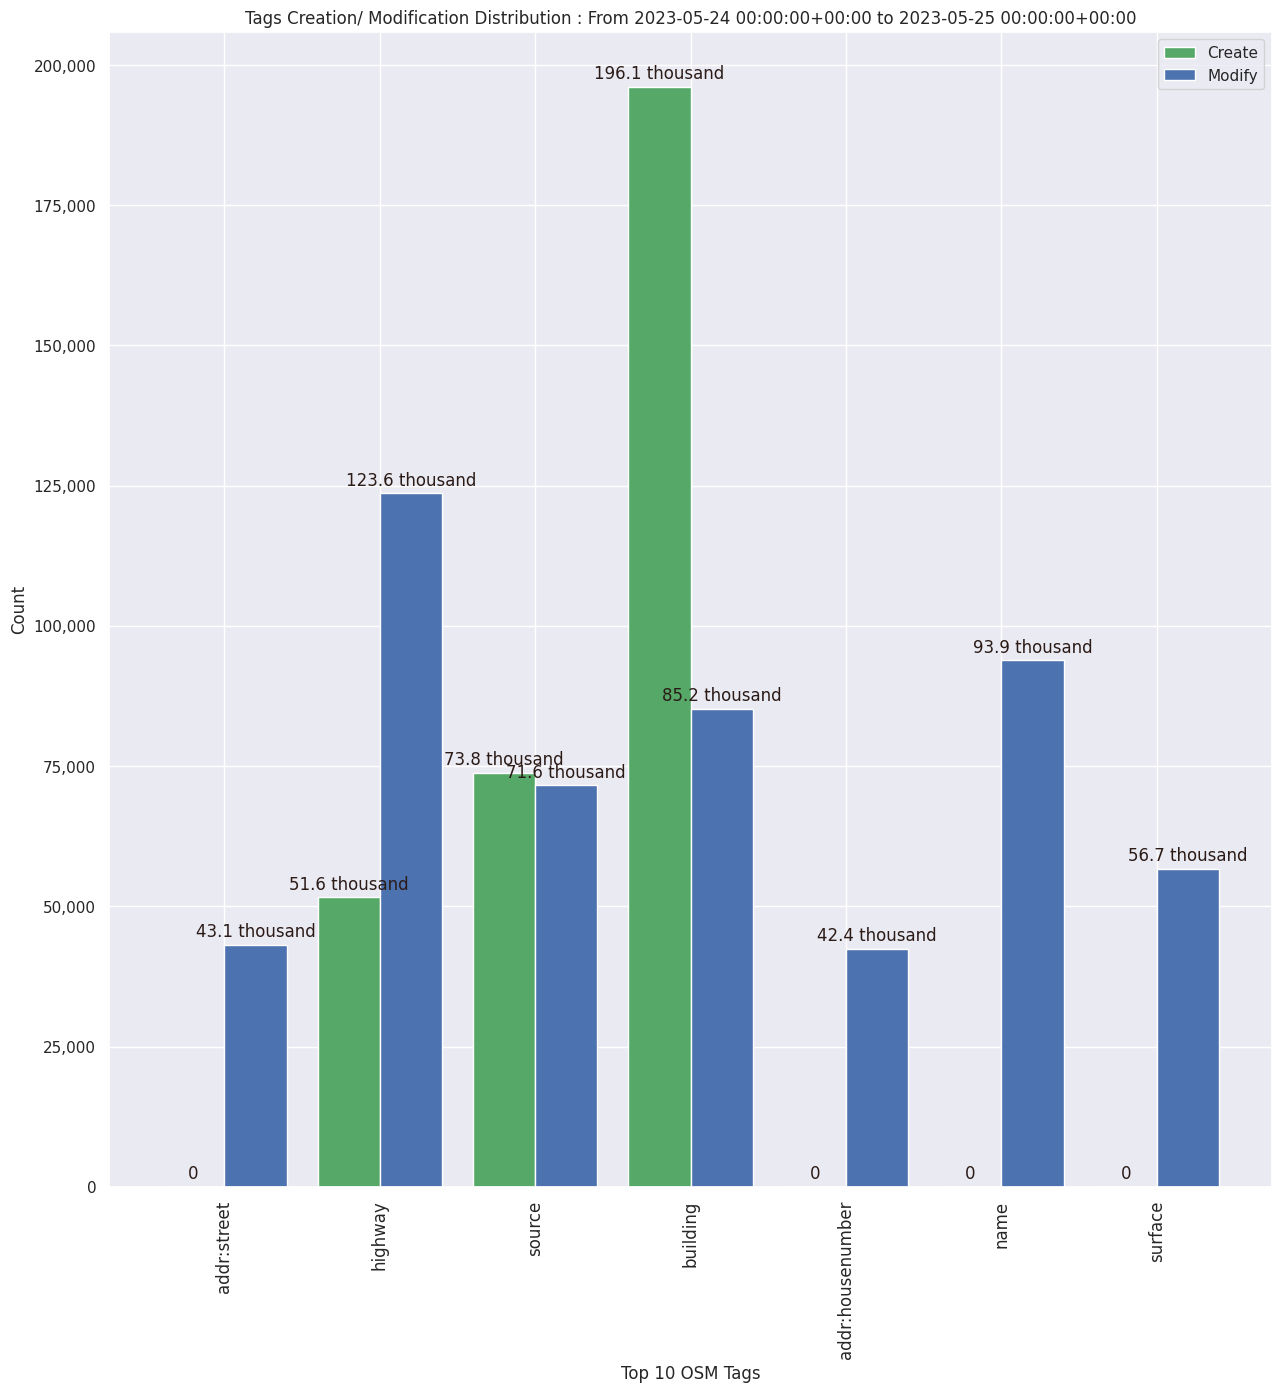 Tags Creation/ Modification Distribution : From 2023-05-24 00:00:00+00:00 to 2023-05-25 00:00:00+00:00
Create
Modify
200,000
175,000
150,000
125,000
100,000
75,000
50,000
25,000
0
Count
196.1 thousand
123.6 thousand
93.9 thousand
85.2 thousand
73.8 thousand
71.6 thousand
56.7 thousand
51.6 thousand
43.1 thousand
42.4 thousand
0
0
0
0
addr:street
highway
source
building
addr:housenumber
name
surface
Top 10 OSM Tags